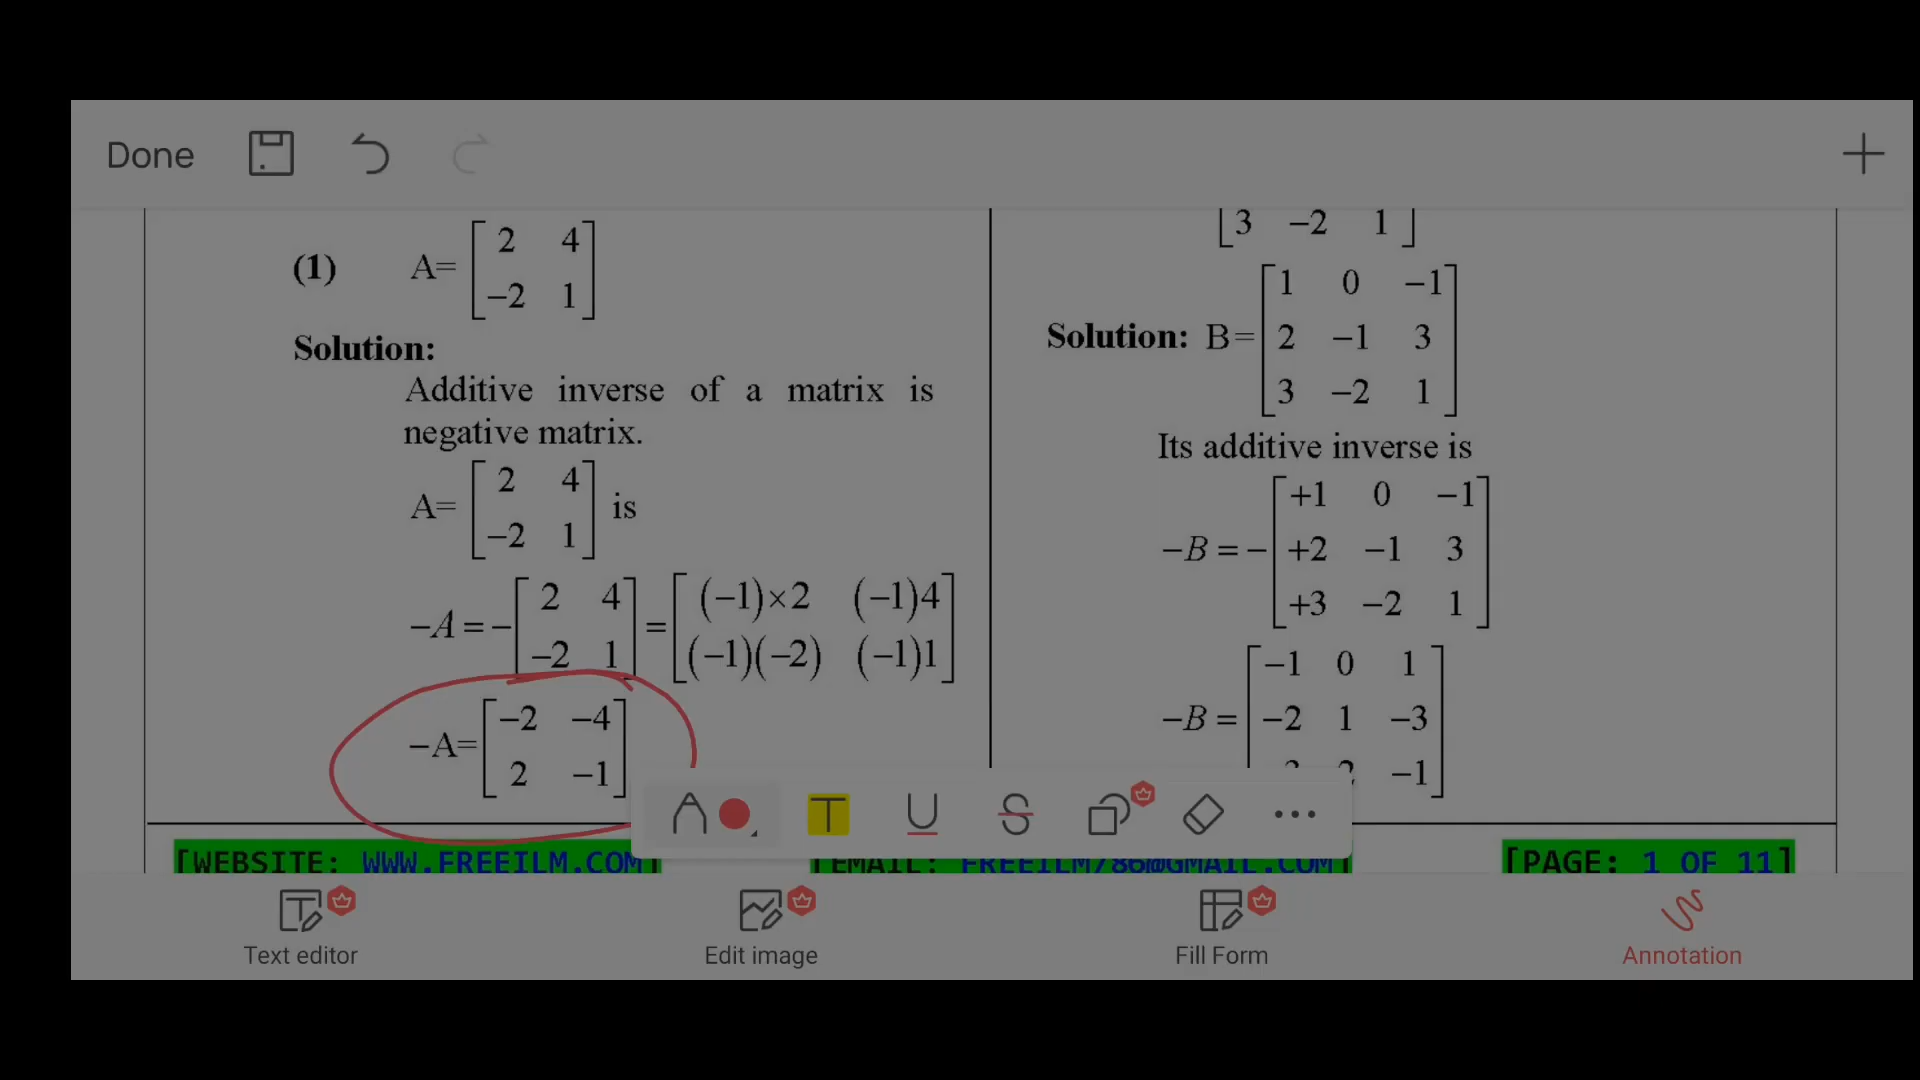 Done
(1) A= [2 4
-2 1]
Solution:
Additive inverse of a matrix is
negative matrix.
A= [2 4
-2 1] is
-A = -[2 4
-2 1] = [(-1)×2 (-1)4
(-1)(-2) (-1)1]
-A= [-2 -4
2 -1]
3 -2 1]
Solution: B= [1 0 -1
2 -1 3
3 -2 1]
Its additive inverse is
-B = -[+1 0 -1
+2 -1 3
+3 -2 1]
-B = [-1 0 1
-2 1 -3
-1]
[WEBSITE: WWW.FREEILM.COM] [EMAIL: FREEILM786@GMAIL.COM] [PAGE: 1 OF 11]
Text editor Edit image Fill Form Annotation